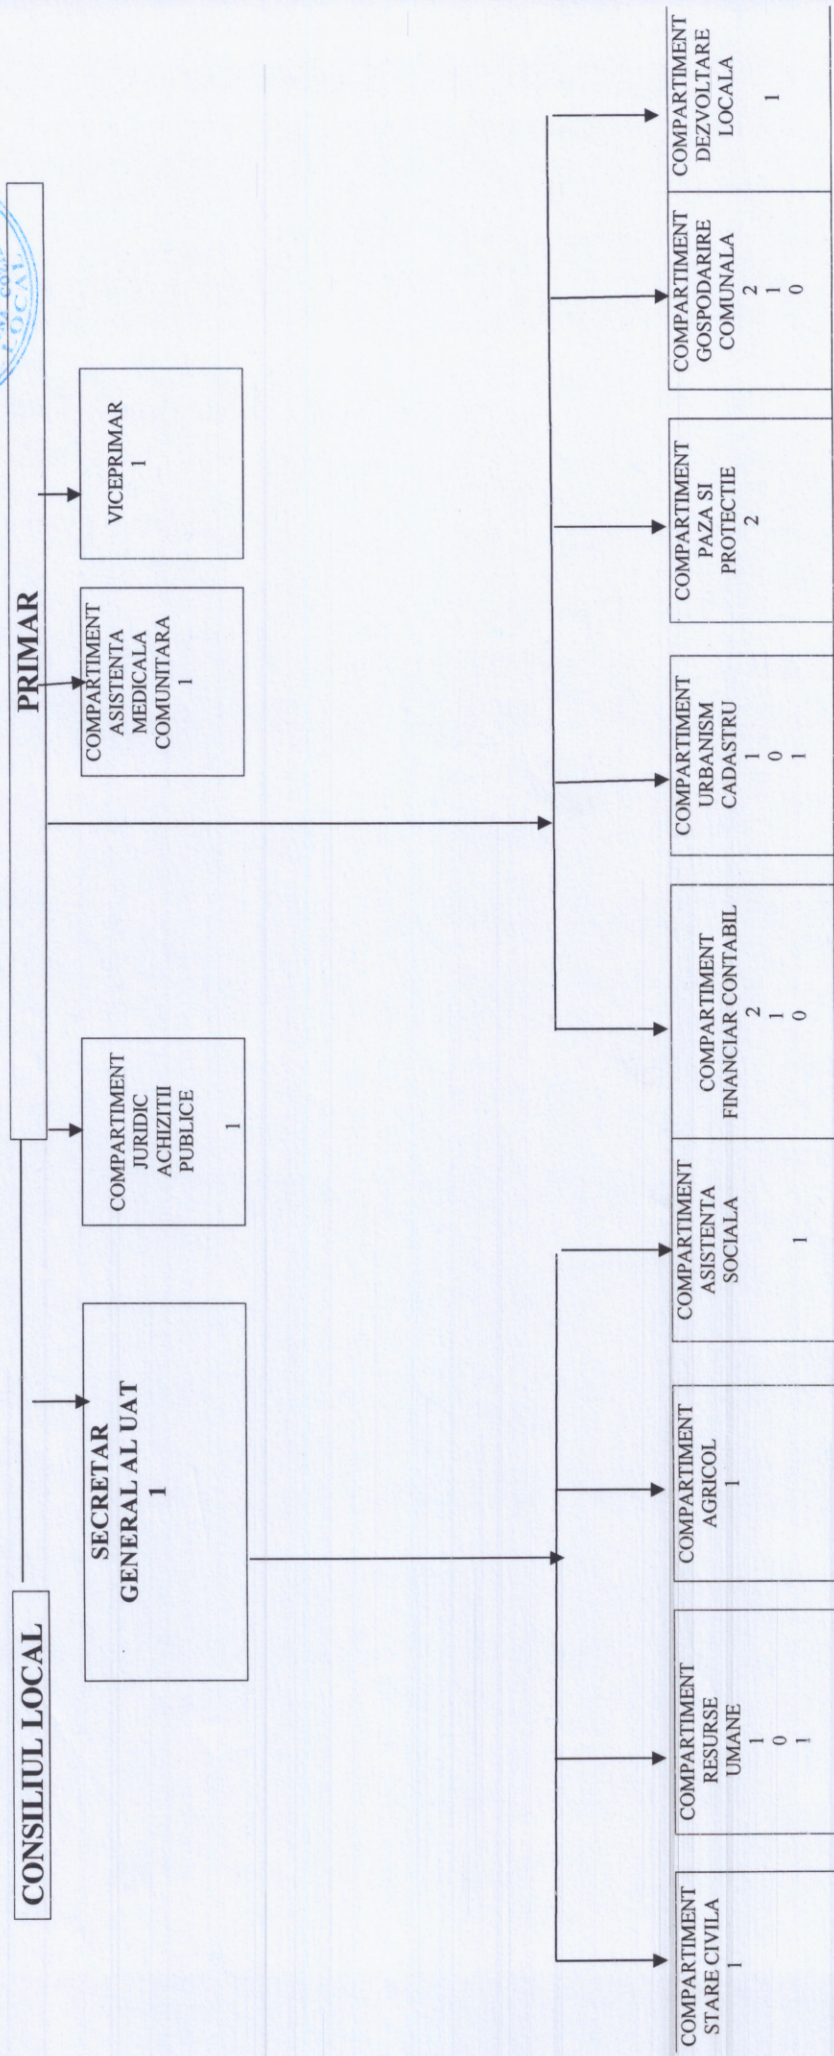 CONSILIUL LOCAL
PRIMAR
LOCAL
SECRETAR
GENERAL AL UAT
1
COMPARTIMENT
JURIDIC
ACHIZITII
PUBLICE
1
COMPARTIMENT
ASISTENTA
MEDICALA
COMUNITARA
1
VICEPRIMAR
1
COMPARTIMENT
STARE CIVILA
1
COMPARTIMENT
RESURSE
UMANE
1
0
1
COMPARTIMENT
AGRICOL
1
COMPARTIMENT
ASISTENTA
SOCIALA
1
COMPARTIMENT
FINANCIAR CONTABIL
2
1
0
COMPARTIMENT
URBANISM
CADASTRU
1
0
1
COMPARTIMENT
PAZA SI
PROTECTIE
2
COMPARTIMENT
GOSPODARIRE
COMUNALA
2
1
0
COMPARTIMENT
DEZVOLTARE
LOCALA
1